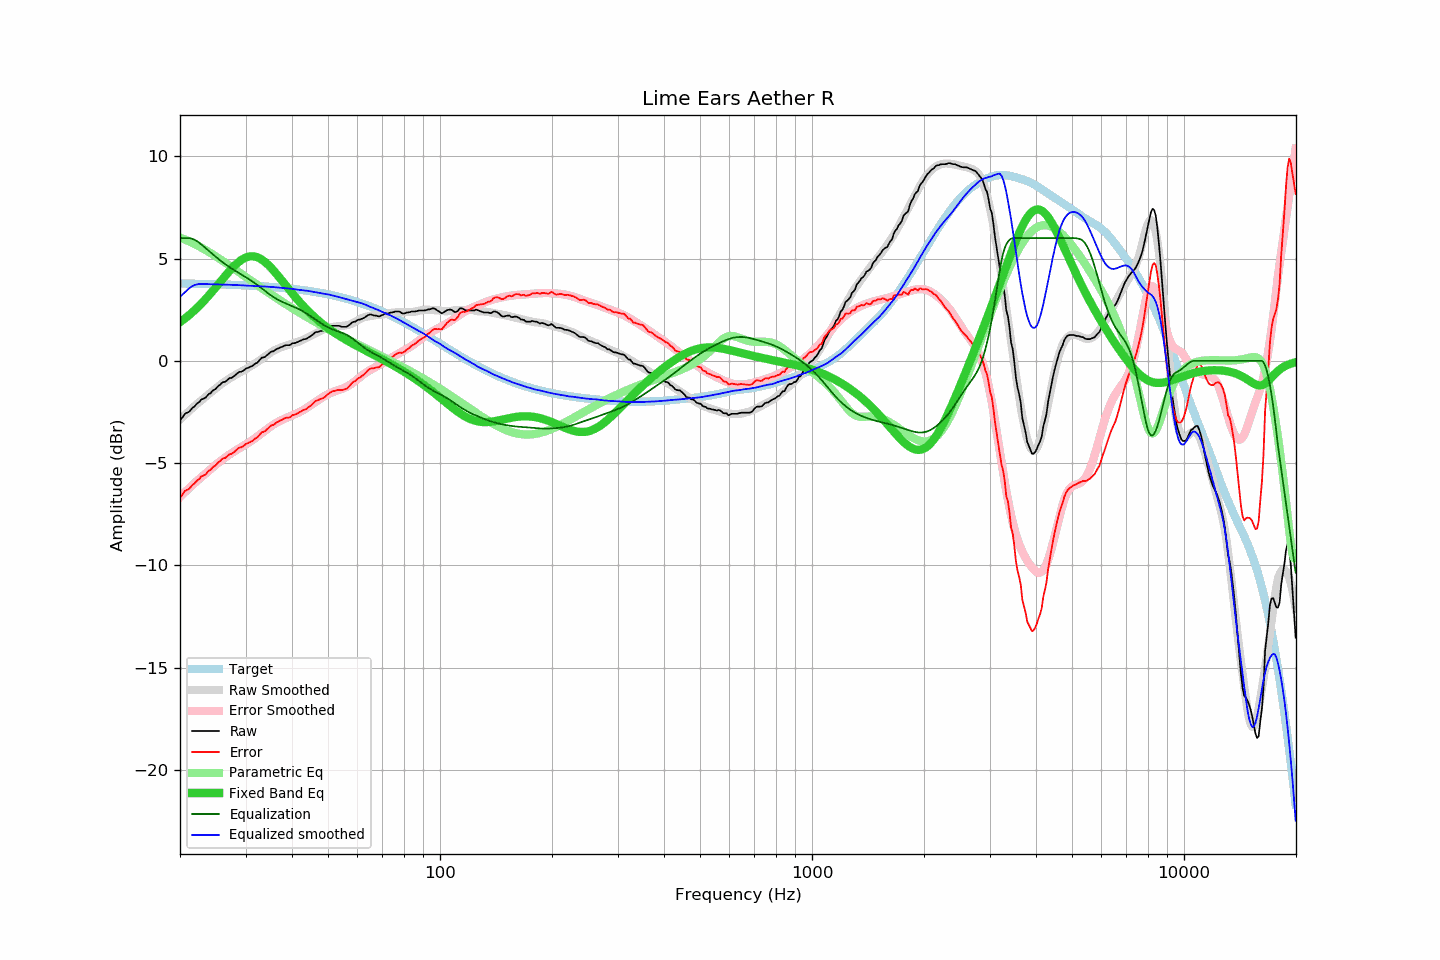 Lime Ears Aether R
10
5
0
−5
−10
−15
−20
Amplitude (dBr)
Target
Raw Smoothed
Error Smoothed
Raw
Error
Parametric Eq
Fixed Band Eq
Equalization
Equalized smoothed
100
1000
10000
Frequency (Hz)